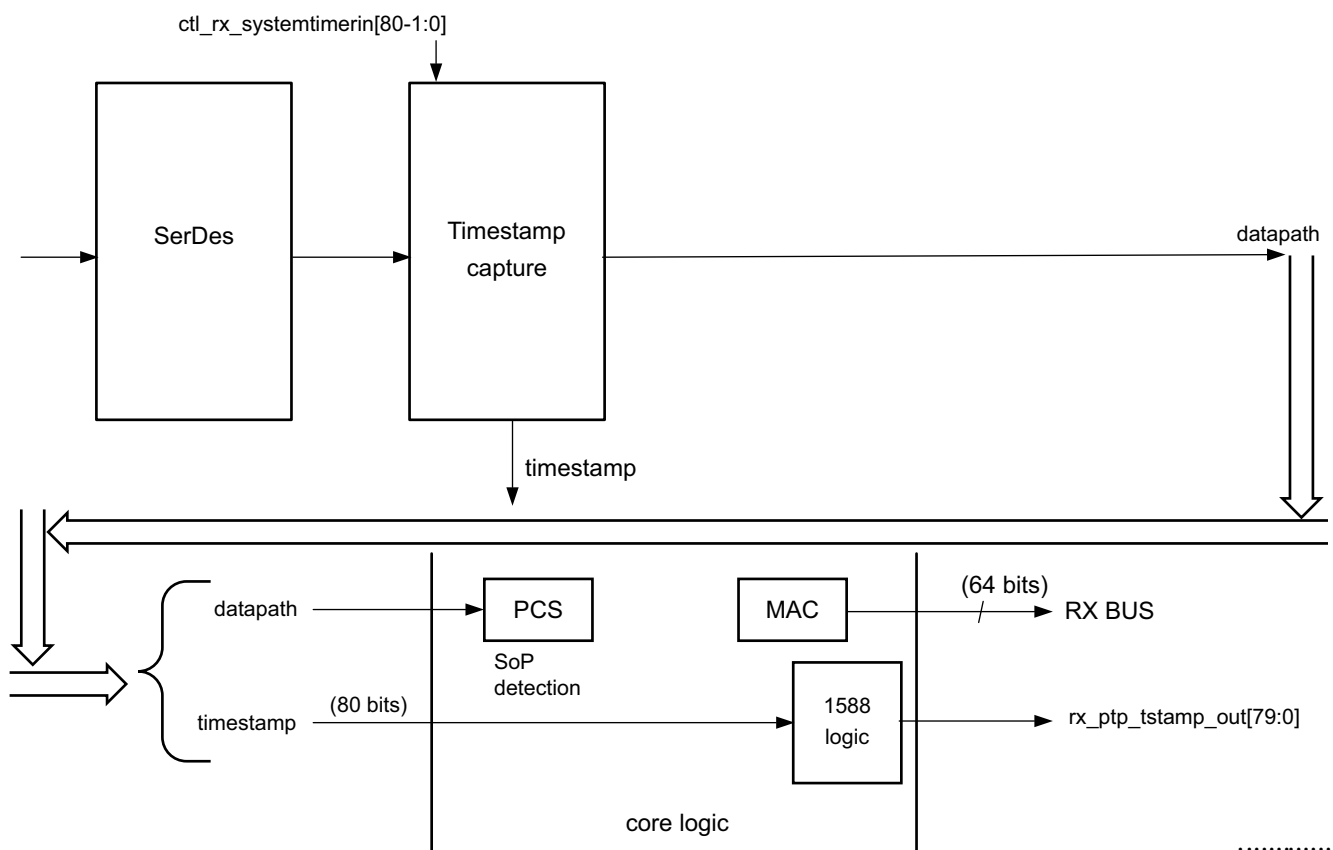 ctl_rx_systemtimerin[80-1:0]
SerDes
Timestamp
capture
datapath
timestamp
datapath
PCS
MAC
(64 bits)
RX BUS
SoP
detection
timestamp
(80 bits)
1588
logic
rx_ptp_tstamp_out[79:0]
core logic